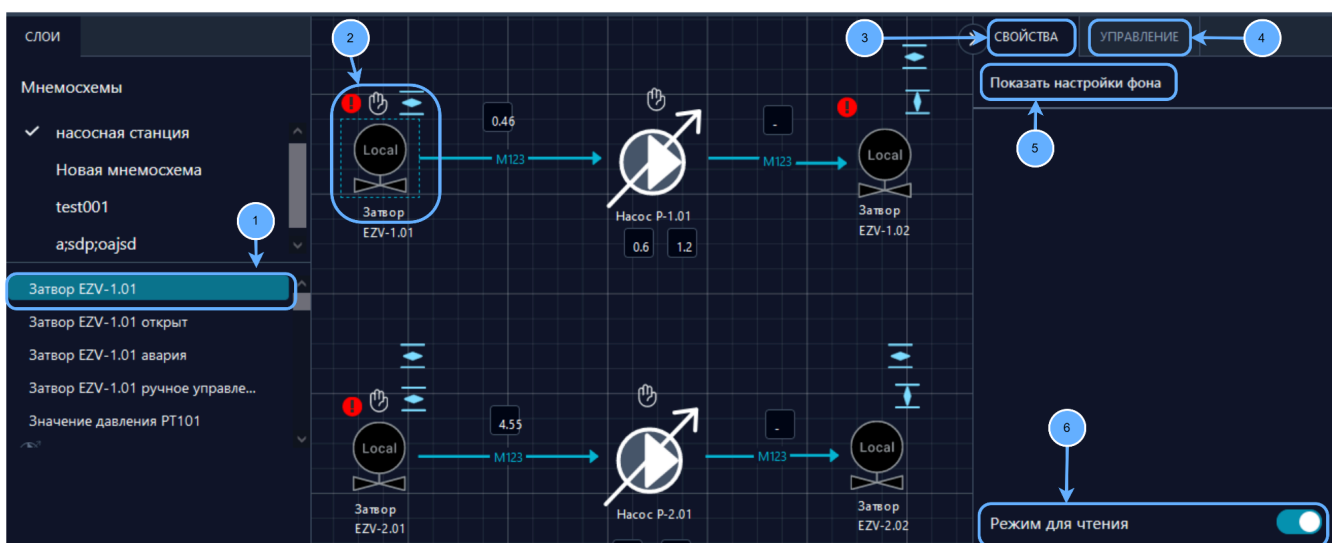 СЛОИ
Мнемосхемы
насосная станция
Новая мнемосхема
test001
a;sdp;oajsd
1
Затвор EZV-1.01
Затвор EZV-1.01 открыт
Затвор EZV-1.01 авария
Затвор EZV-1.01 ручное управле...
Значение давления PT101
2
Local
0.46
M123
Затвор
EZV-1.01
Насос P-1.01
0.6
1.2
-
M123
Local
Затвор
EZV-1.02
Local
4.55
M123
Затвор
EZV-2.01
Насос P-2.01
-
M123
Local
Затвор
EZV-2.02
3
СВОЙСТВА
УПРАВЛЕНИЕ
4
Показать настройки фона
5
6
Режим для чтения